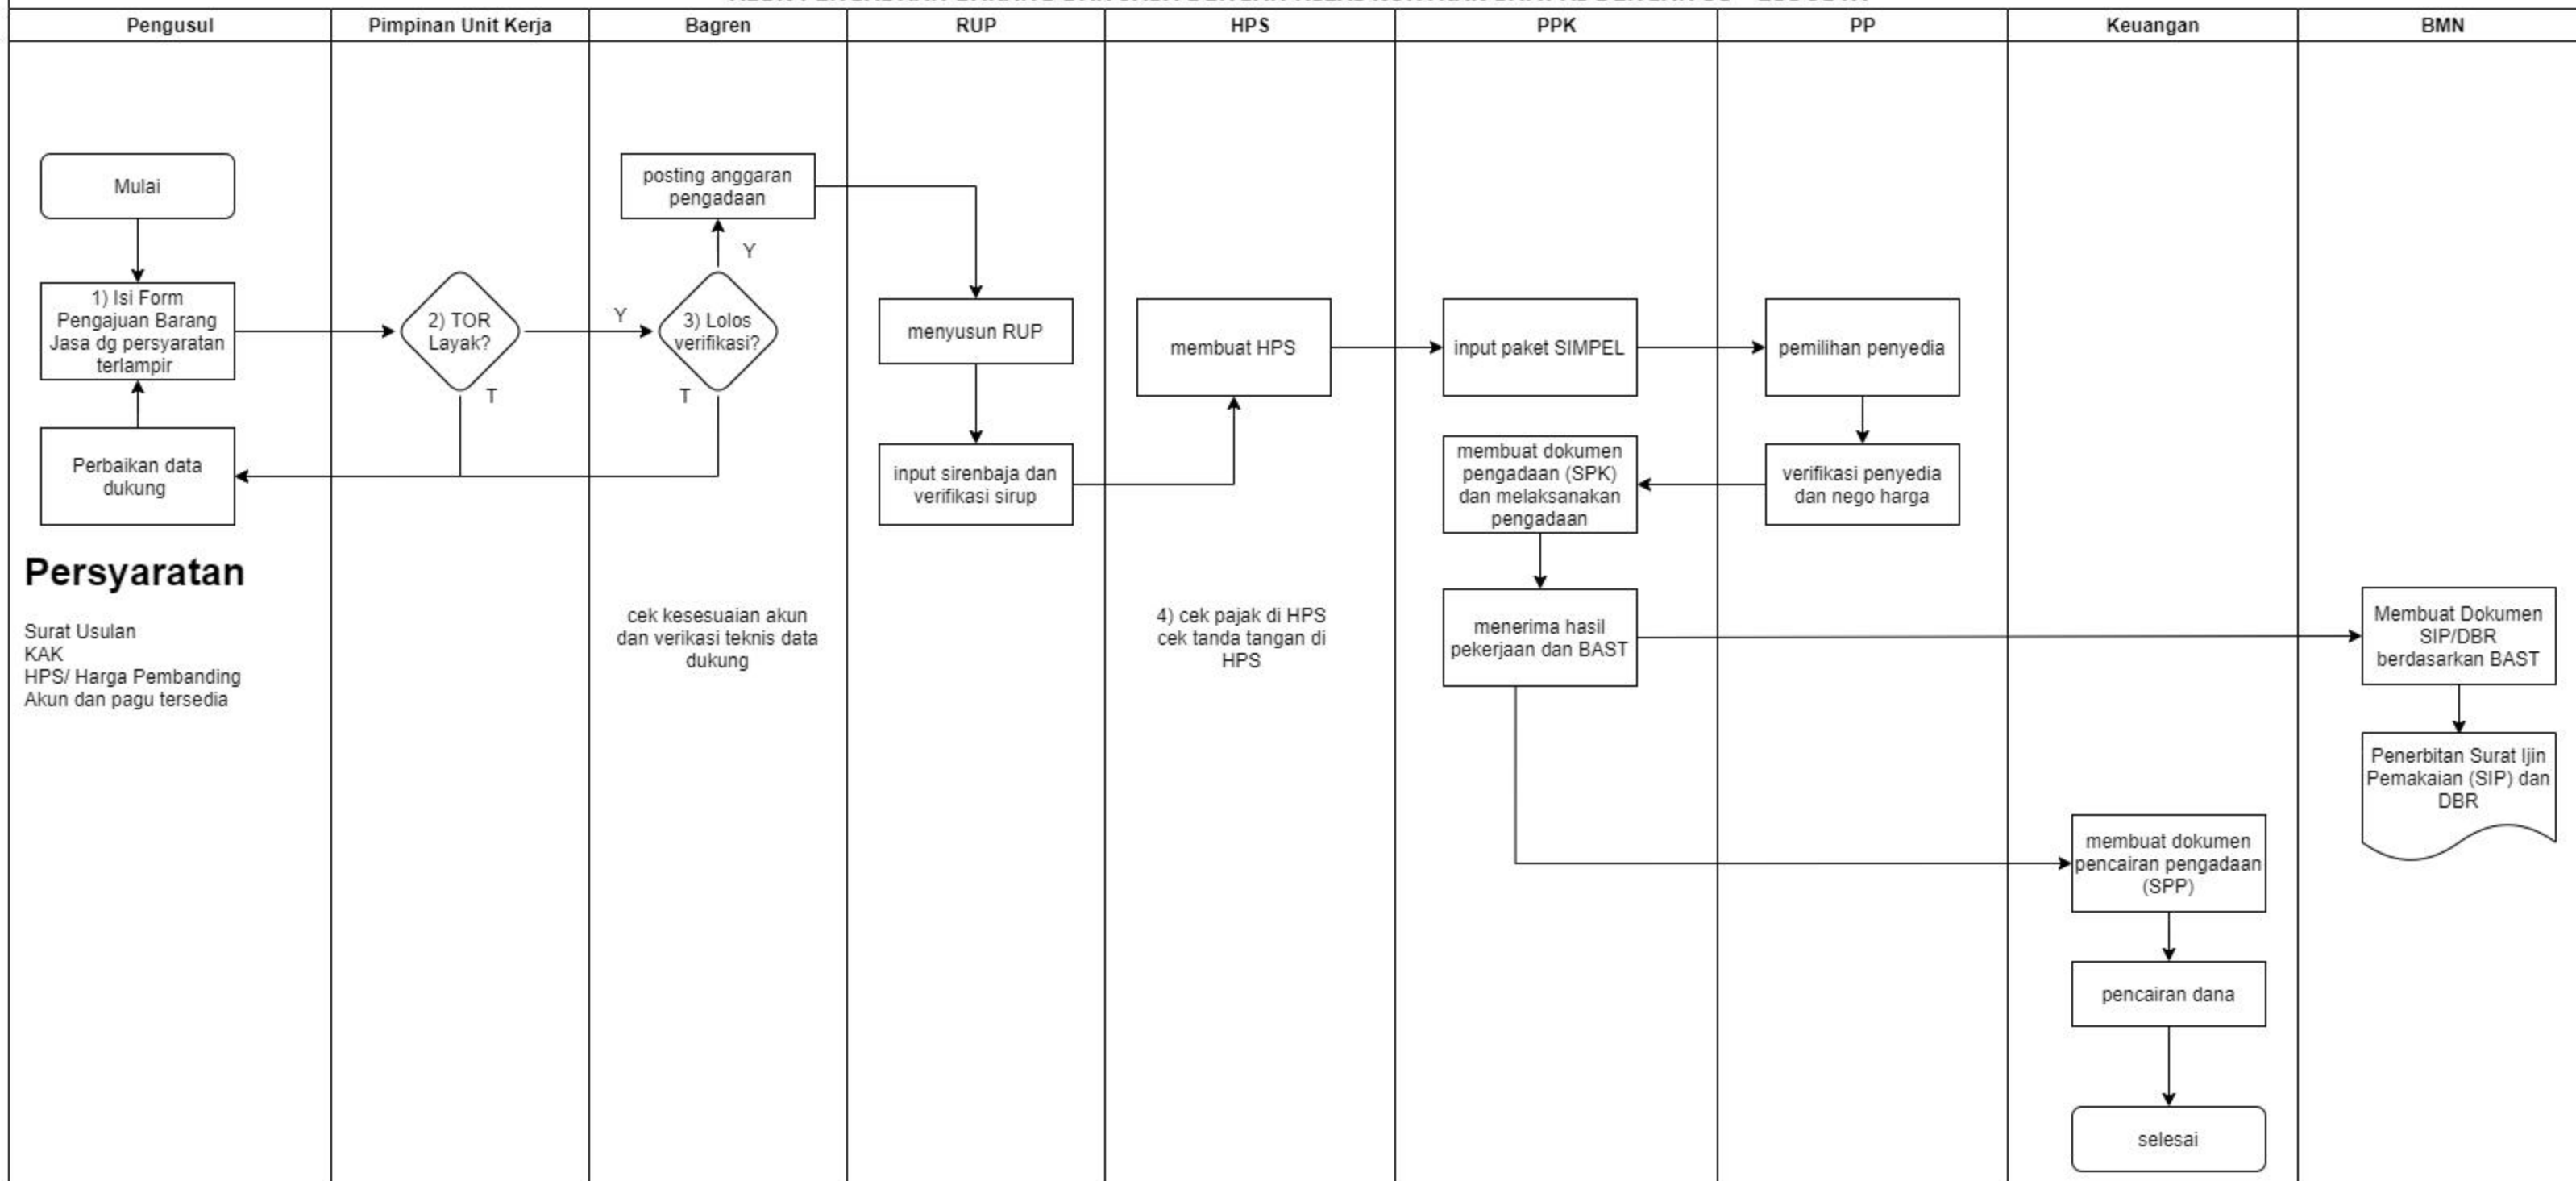 Pengusul
Pimpinan Unit Kerja
Bagren
RUP
HPS
PPK
PP
Keuangan
BMN
Mulai
1) Isi Form
Pengajuan Barang
Jasa dg persyaratan
terlampir
Perbaikan data
dukung
Persyaratan
Surat Usulan
KAK
HPS/ Harga Pembanding
Akun dan pagu tersedia
2) TOR
Layak?
Y
T
posting anggaran
pengadaan
Y
3) Lolos
verifikasi?
T
cek kesesuaian akun
dan verikasi teknis data
dukung
menyusun RUP
input sirenbaja dan
verifikasi sirup
membuat HPS
4) cek pajak di HPS
cek tanda tangan di
HPS
input paket SIMPEL
membuat dokumen
pengadaan (SPK)
dan melaksanakan
pengadaan
menerima hasil
pekerjaan dan BAST
pemilihan penyedia
verifikasi penyedia
dan nego harga
membuat dokumen
pencairan pengadaan
(SPP)
pencairan dana
selesai
Membuat Dokumen
SIP/DBR
berdasarkan BAST
Penerbitan Surat Ijin
Pemakaian (SIP) dan
DBR